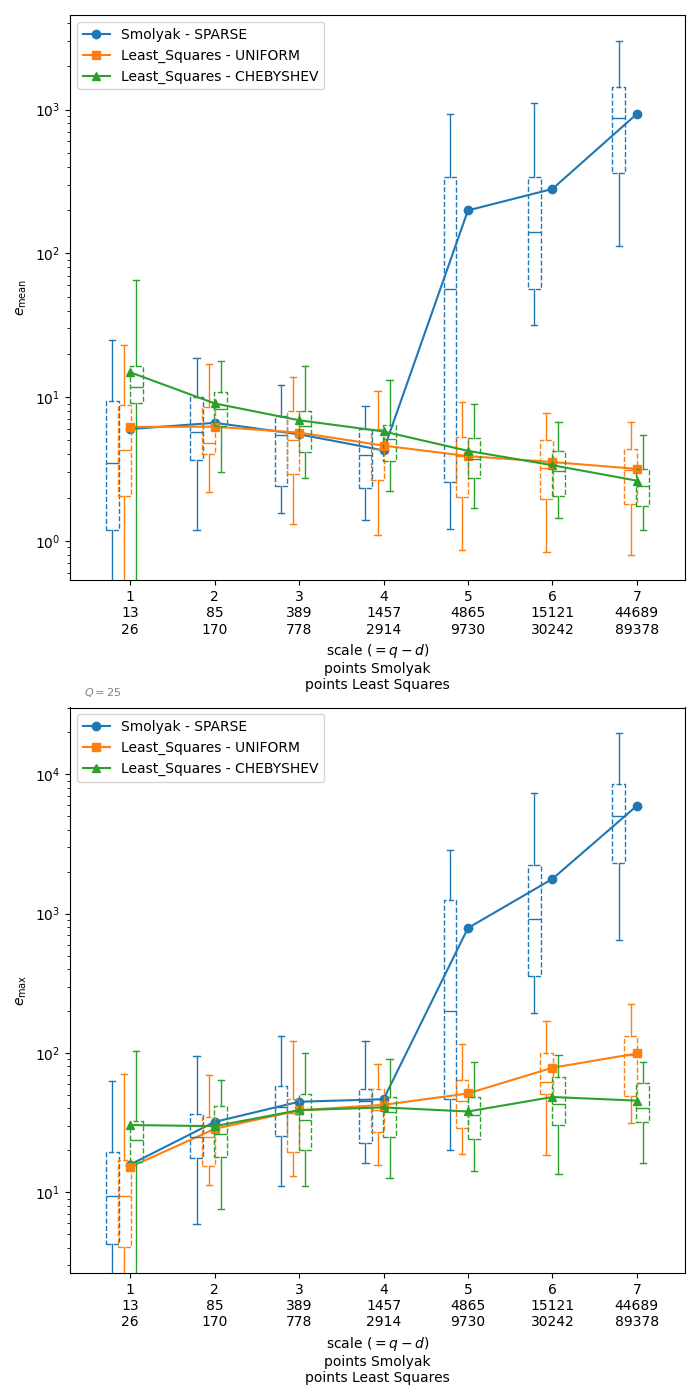 Smolyak - SPARSE
Least_Squares - UNIFORM
Least_Squares - CHEBYSHEV
10³
10²
10¹
10⁰
e_mean
1 2 3 4 5 6 7
13 85 389 1457 4865 15121 44689
26 170 778 2914 9730 30242 89378
scale (= q − d)
points Smolyak
points Least Squares
Q = 25
Smolyak - SPARSE
Least_Squares - UNIFORM
Least_Squares - CHEBYSHEV
10⁴
10³
10²
10¹
e_max
1 2 3 4 5 6 7
13 85 389 1457 4865 15121 44689
26 170 778 2914 9730 30242 89378
scale (= q − d)
points Smolyak
points Least Squares